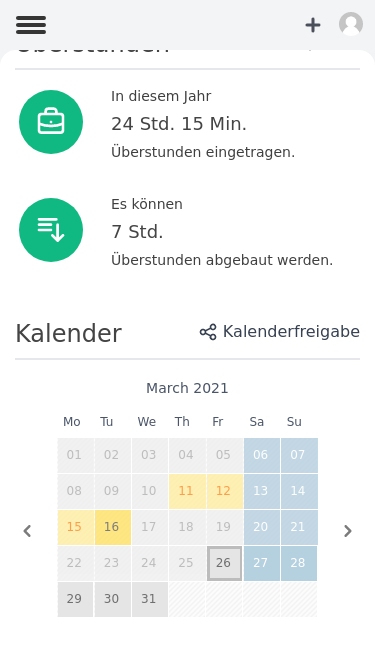 Überstunden
In diesem Jahr
24 Std. 15 Min.
Überstunden eingetragen.
Es können
7 Std.
Überstunden abgebaut werden.
Kalender
Kalenderfreigabe
March 2021
Mo Tu We Th Fr Sa Su
01 02 03 04 05 06 07
08 09 10 11 12 13 14
15 16 17 18 19 20 21
22 23 24 25 26 27 28
29 30 31